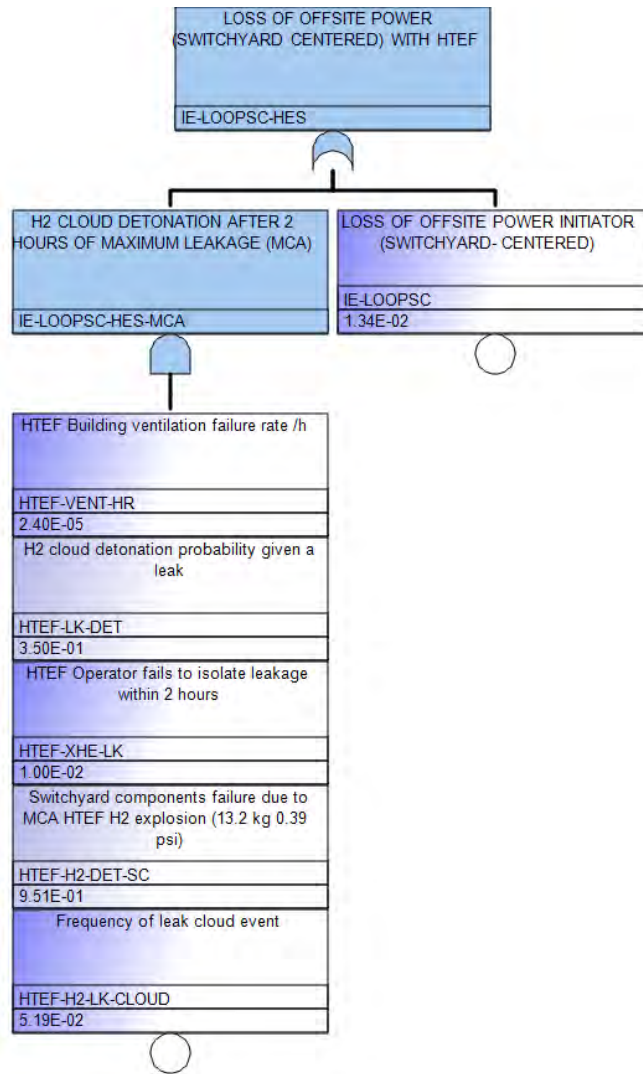 LOSS OF OFFSITE POWER
(SWITCHYARD CENTERED) WITH HTEF
IE-LOOPSC-HES
H2 CLOUD DETONATION AFTER 2
HOURS OF MAXIMUM LEAKAGE (MCA)
IE-LOOPSC-HES-MCA
LOSS OF OFFSITE POWER INITIATOR
(SWITCHYARD- CENTERED)
IE-LOOPSC
1.34E-02
HTEF Building ventilation failure rate /h
HTEF-VENT-HR
2.40E-05
H2 cloud detonation probability given a
leak
HTEF-LK-DET
3.50E-01
HTEF Operator fails to isolate leakage
within 2 hours
HTEF-XHE-LK
1.00E-02
Switchyard components failure due to
MCA HTEF H2 explosion (13.2 kg 0.39
psi)
HTEF-H2-DET-SC
9.51E-01
Frequency of leak cloud event
HTEF-H2-LK-CLOUD
5.19E-02